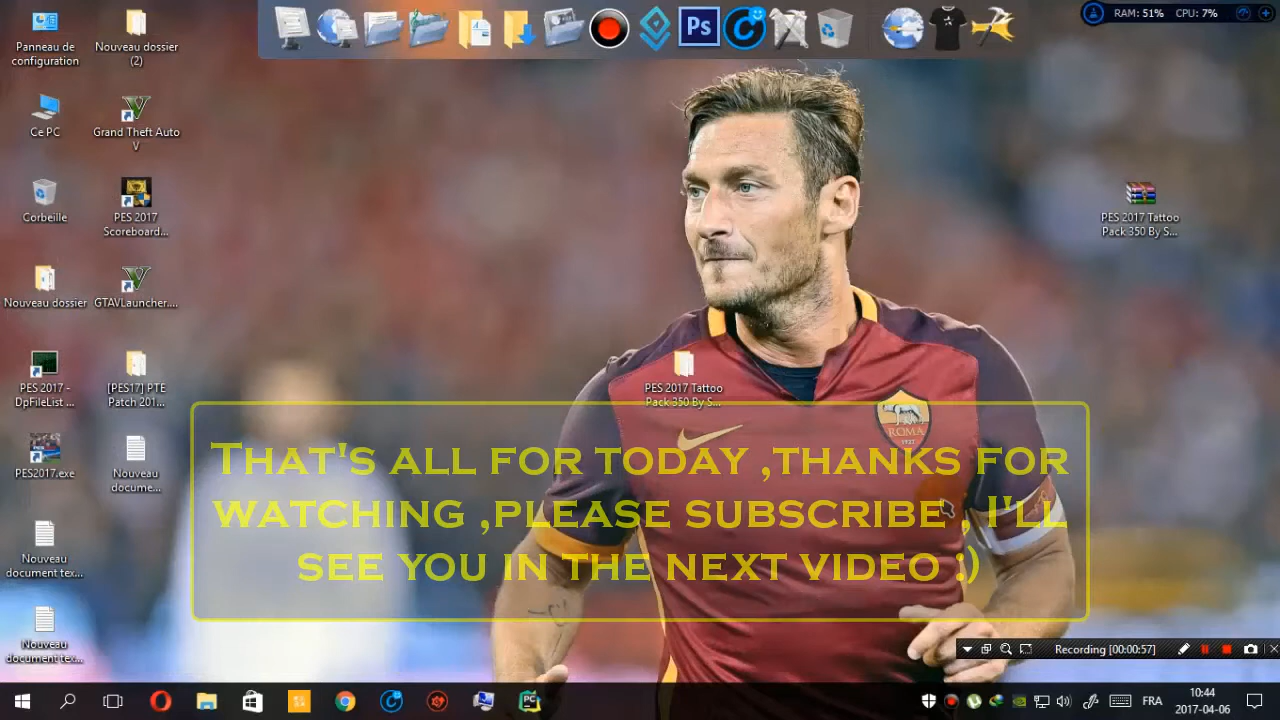 Panneau de
configuration
Nouveau dossier
(2)
Ps
RAM: 51%
CPU: 7%
Ce PC
Grand Theft Auto
V
Corbeille
PES 2017
Scoreboard...
PES 2017 Tattoo
Pack 350 By S...
Nouveau dossier
GTAVLauncher....
PES 2017 -
DpFileList ...
[PES17] PTE
Patch 201...
PES 2017 Tattoo
Pack 350 By S...
ROMA
1927
PES2017.exe
Nouveau
docume...
That's all for today ,thanks for
watching ,please subscribe , I'll
see you in the next video :)
Nouveau
document tex...
Nouveau
document tex...
Recording [00:00:57]
PC
FRA
10:44
2017-04-06